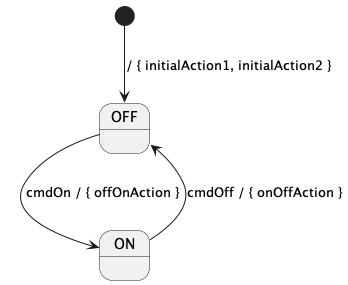 / { initialAction1, initialAction2 }
OFF
cmdOn / { offOnAction }
cmdOff / { onOffAction }
ON